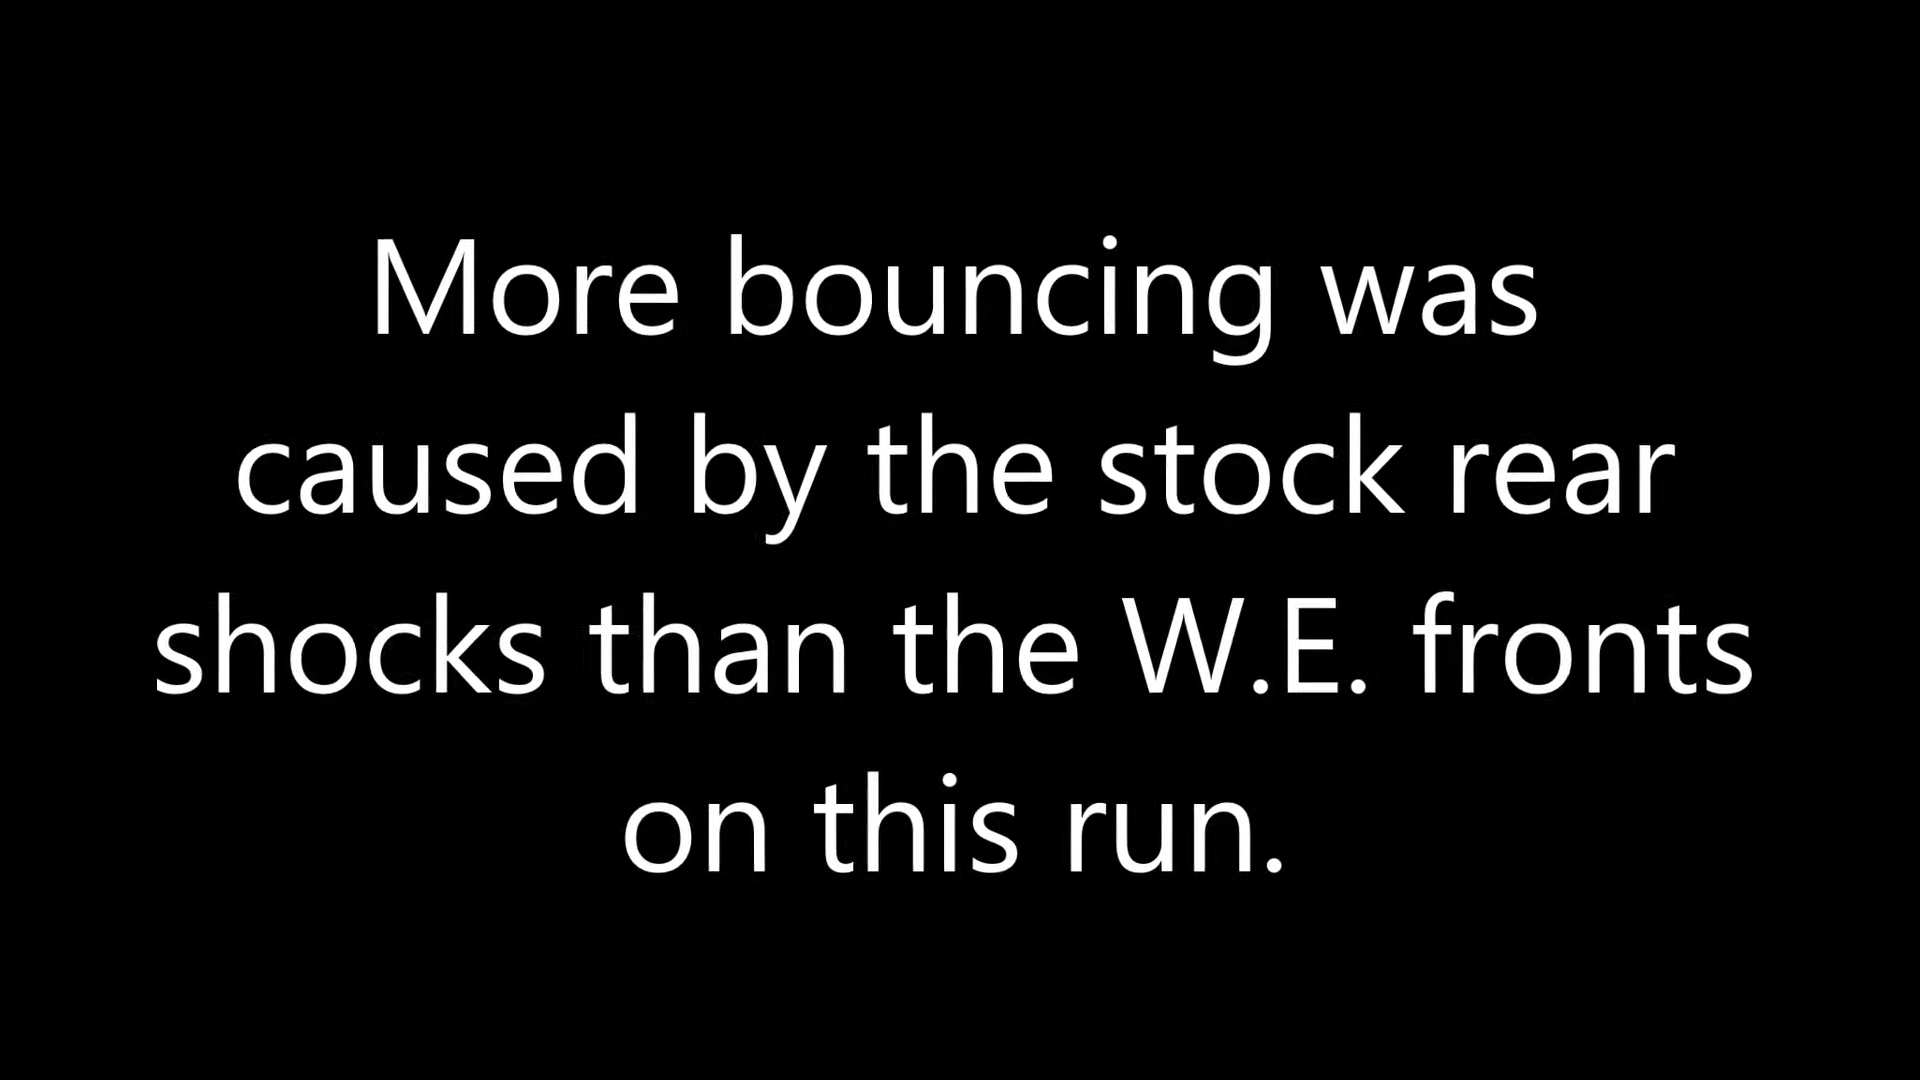 More bouncing was
caused by the stock rear
shocks than the W.E. fronts
on this run.